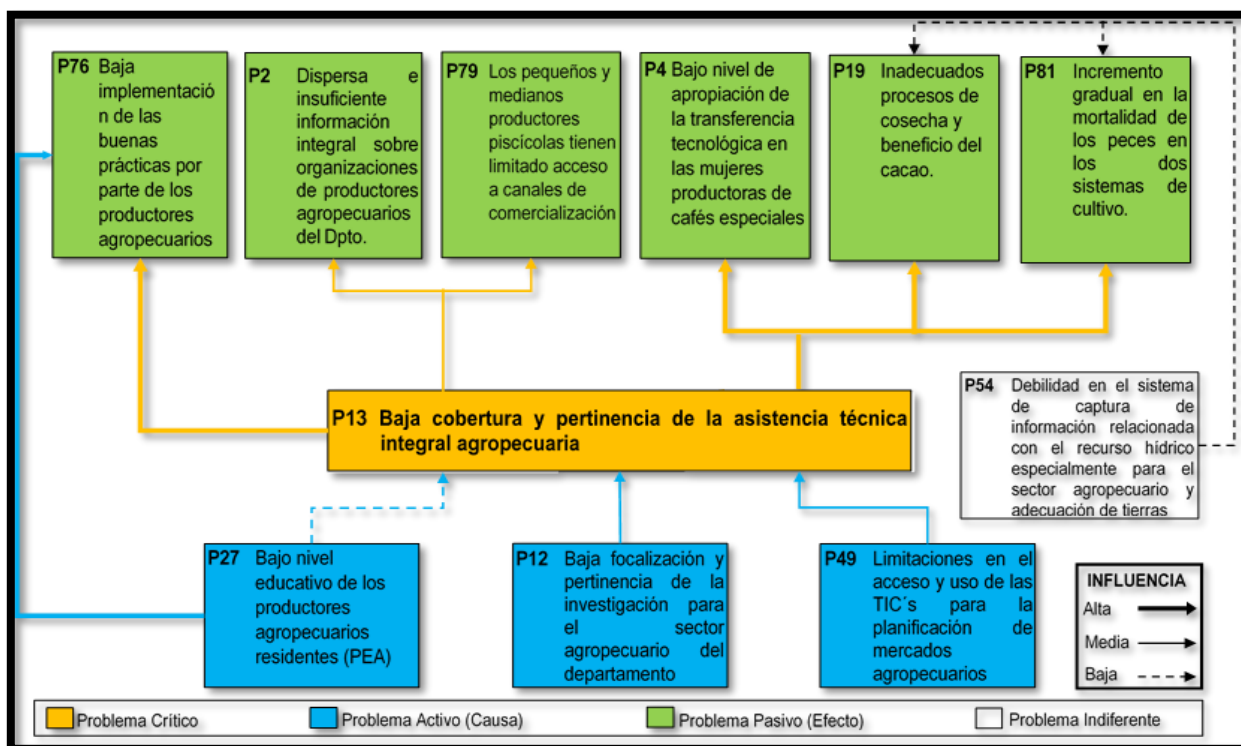 P76 Baja
implementació
n de las
buenas
prácticas por
parte de los
productores
agropecuarios
P2 Dispersa e
insuficiente
información
integral sobre
organizaciones
de productores
agropecuarios
del Dpto.
P79 Los pequeños y
medianos
productores
piscícolas tienen
limitado acceso
a canales de
comercialización
P4 Bajo nivel de
apropiación de
la transferencia
tecnológica en
las mujeres
productoras de
cafés especiales
P19 Inadecuados
procesos de
cosecha y
beneficio del
cacao.
P81 Incremento
gradual en la
mortalidad de
los peces en
los dos
sistemas de
cultivo.
P13 Baja cobertura y pertinencia de la asistencia técnica
integral agropecuaria
P54 Debilidad en el sistema
de captura de
información relacionada
con el recurso hídrico
especialmente para el
sector agropecuario y
adecuación de tierras
P27 Bajo nivel
educativo de los
productores
agropecuarios
residentes (PEA)
P12 Baja focalización y
pertinencia de la
investigación para
el sector
agropecuario del
departamento
P49 Limitaciones en el
acceso y uso de las
TIC´s para la
planificación de
mercados
agropecuarios
INFLUENCIA
Alta
Media
Baja
Problema Crítico
Problema Activo (Causa)
Problema Pasivo (Efecto)
Problema Indiferente